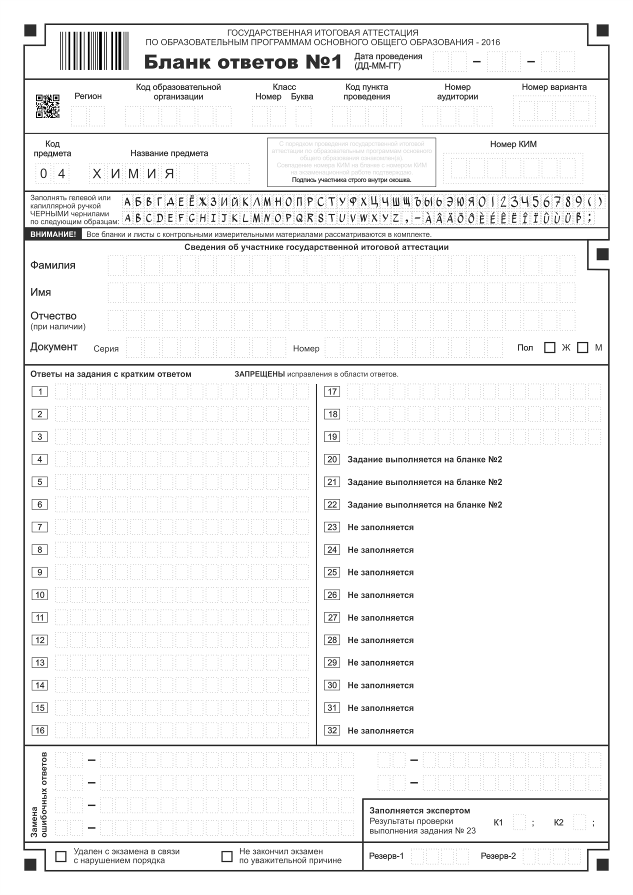 ГОСУДАРСТВЕННАЯ ИТОГОВАЯ АТТЕСТАЦИЯ
ПО ОБРАЗОВАТЕЛЬНЫМ ПРОГРАММАМ ОСНОВНОГО ОБЩЕГО ОБРАЗОВАНИЯ - 2016
Бланк ответов №1
Дата проведения
(ДД-ММ-ГГ)
– –
Регион
Код образовательной
организации
Класс
Номер Буква
Код пункта
проведения
Номер
аудитории
Номер варианта
Код
предмета
Название предмета
0 4 Х И М И Я
С порядком проведения государственной итоговой
аттестации по образовательным программам основного
общего образования ознакомлен(а).
Совпадение номера КИМ на бланке с номером КИМ
Подпись участника строго внутри окошка.
Номер КИМ
Заполнять гелевой или
капиллярной ручкой
ЧЕРНЫМИ чернилами
по следующим образцам:
А Б В Г Д Е Ё Ж З И Й К Л М Н О П Р С Т У Ф Х Ц Ч Ш Щ Ъ Ы Ь Э Ю Я 0 1 2 3 4 5 6 7 8 9 ( )
A B C D E F G H I J K L M N O P Q R S T U V W X Y Z , -
ВНИМАНИЕ! Все бланки и листы с контрольными измерительными материалами рассматриваются в комплекте.
Сведения об участнике государственной итоговой аттестации
Фамилия
Имя
Отчество
(при наличии)
Документ Серия Номер Пол Ж М
Ответы на задания с кратким ответом ЗАПРЕЩЕНЫ исправления в области ответов.
1
2
3
4
5
6
7
8
9
10
11
12
13
14
15
16
17
18
19
20 Задание выполняется на бланке №2
21 Задание выполняется на бланке №2
22 Задание выполняется на бланке №2
23 Не заполняется
24 Не заполняется
25 Не заполняется
26 Не заполняется
27 Не заполняется
28 Не заполняется
29 Не заполняется
30 Не заполняется
31 Не заполняется
32 Не заполняется
Замена
ошибочных ответов
– –
– –
–
–
Заполняется экспертом
Результаты проверки
выполнения задания № 23
К1 ; К2 ;
Удален с экзамена в связи
с нарушением порядка
Не закончил экзамен
по уважительной причине
Резерв-1 Резерв-2